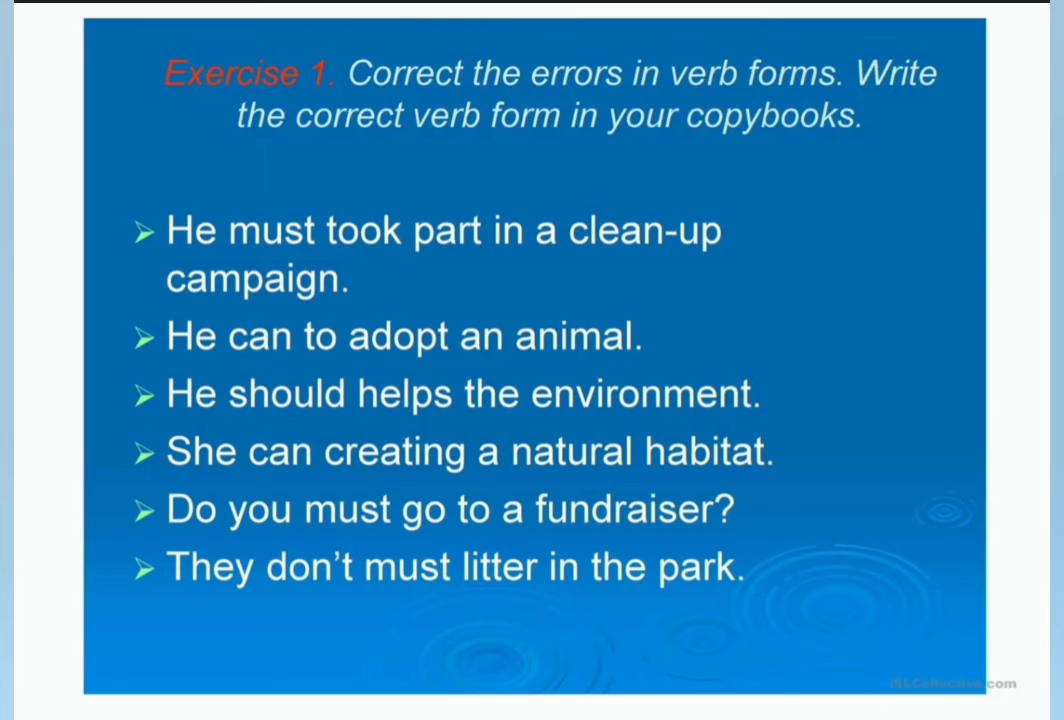 Exercise 1. Correct the errors in verb forms. Write
the correct verb form in your copybooks.
He must took part in a clean-up
campaign.
He can to adopt an animal.
He should helps the environment.
She can creating a natural habitat.
Do you must go to a fundraiser?
They don't must litter in the park.
iSLCollective.com